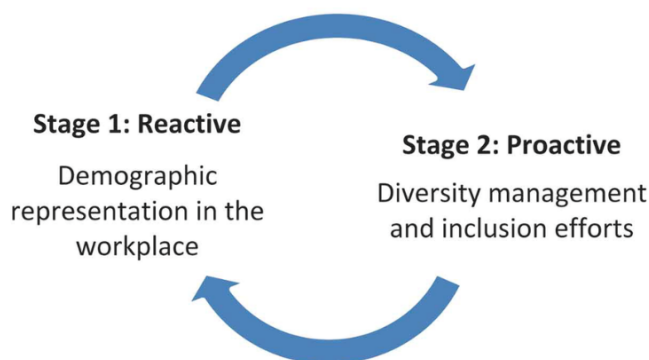 Stage 1: Reactive
Demographic
representation in the
workplace
Stage 2: Proactive
Diversity management
and inclusion efforts